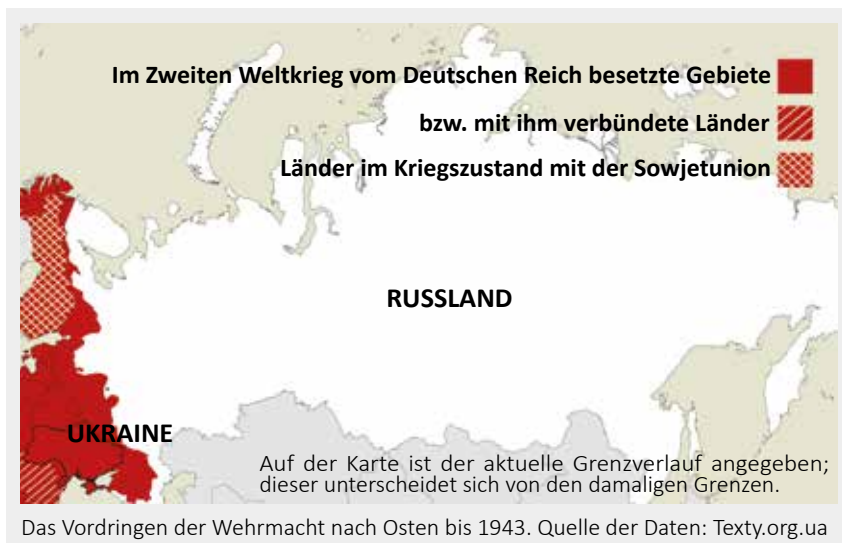 Im Zweiten Weltkrieg vom Deutschen Reich besetzte Gebiete
bzw. mit ihm verbündete Länder
Länder im Kriegszustand mit der Sowjetunion
RUSSLAND
UKRAINE
Auf der Karte ist der aktuelle Grenzverlauf angegeben;
dieser unterscheidet sich von den damaligen Grenzen.
Das Vordringen der Wehrmacht nach Osten bis 1943. Quelle der Daten: Texty.org.ua